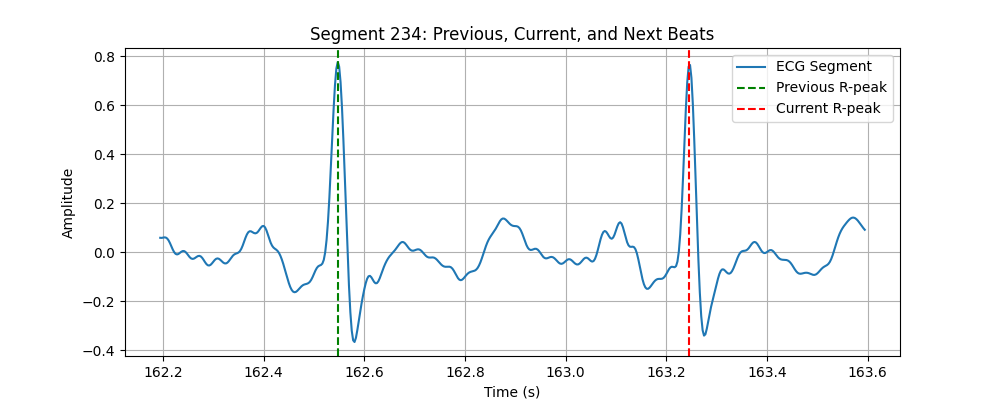 Segment 234: Previous, Current, and Next Beats
ECG Segment
Previous R-peak
Current R-peak
Amplitude
0.8
0.6
0.4
0.2
0.0
−0.2
−0.4
162.2 162.4 162.6 162.8 163.0 163.2 163.4 163.6
Time (s)